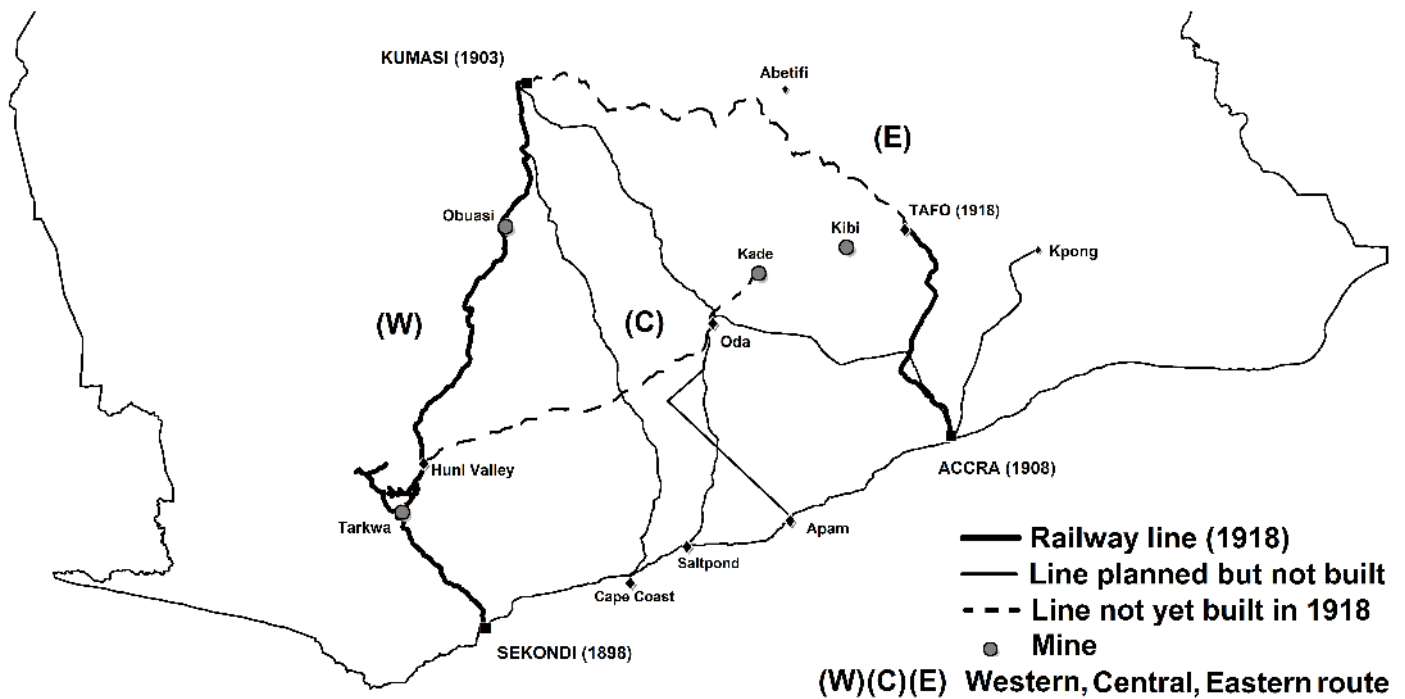 KUMASI (1903)
Abetifi
(E)
Obuasi
Kibi
TAFO (1918)
Kade
Kpong
(W)
(C)
Oda
Huni Valley
ACCRA (1908)
Tarkwa
Apam
Saltpond
Cape Coast
SEKONDI (1898)
Railway line (1918)
Line planned but not built
Line not yet built in 1918
Mine
(W)(C)(E) Western, Central, Eastern route